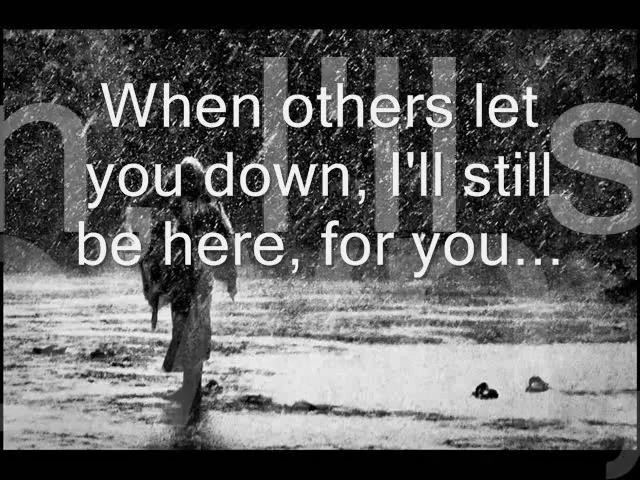 When others let
you down, I'll still
be here, for you...